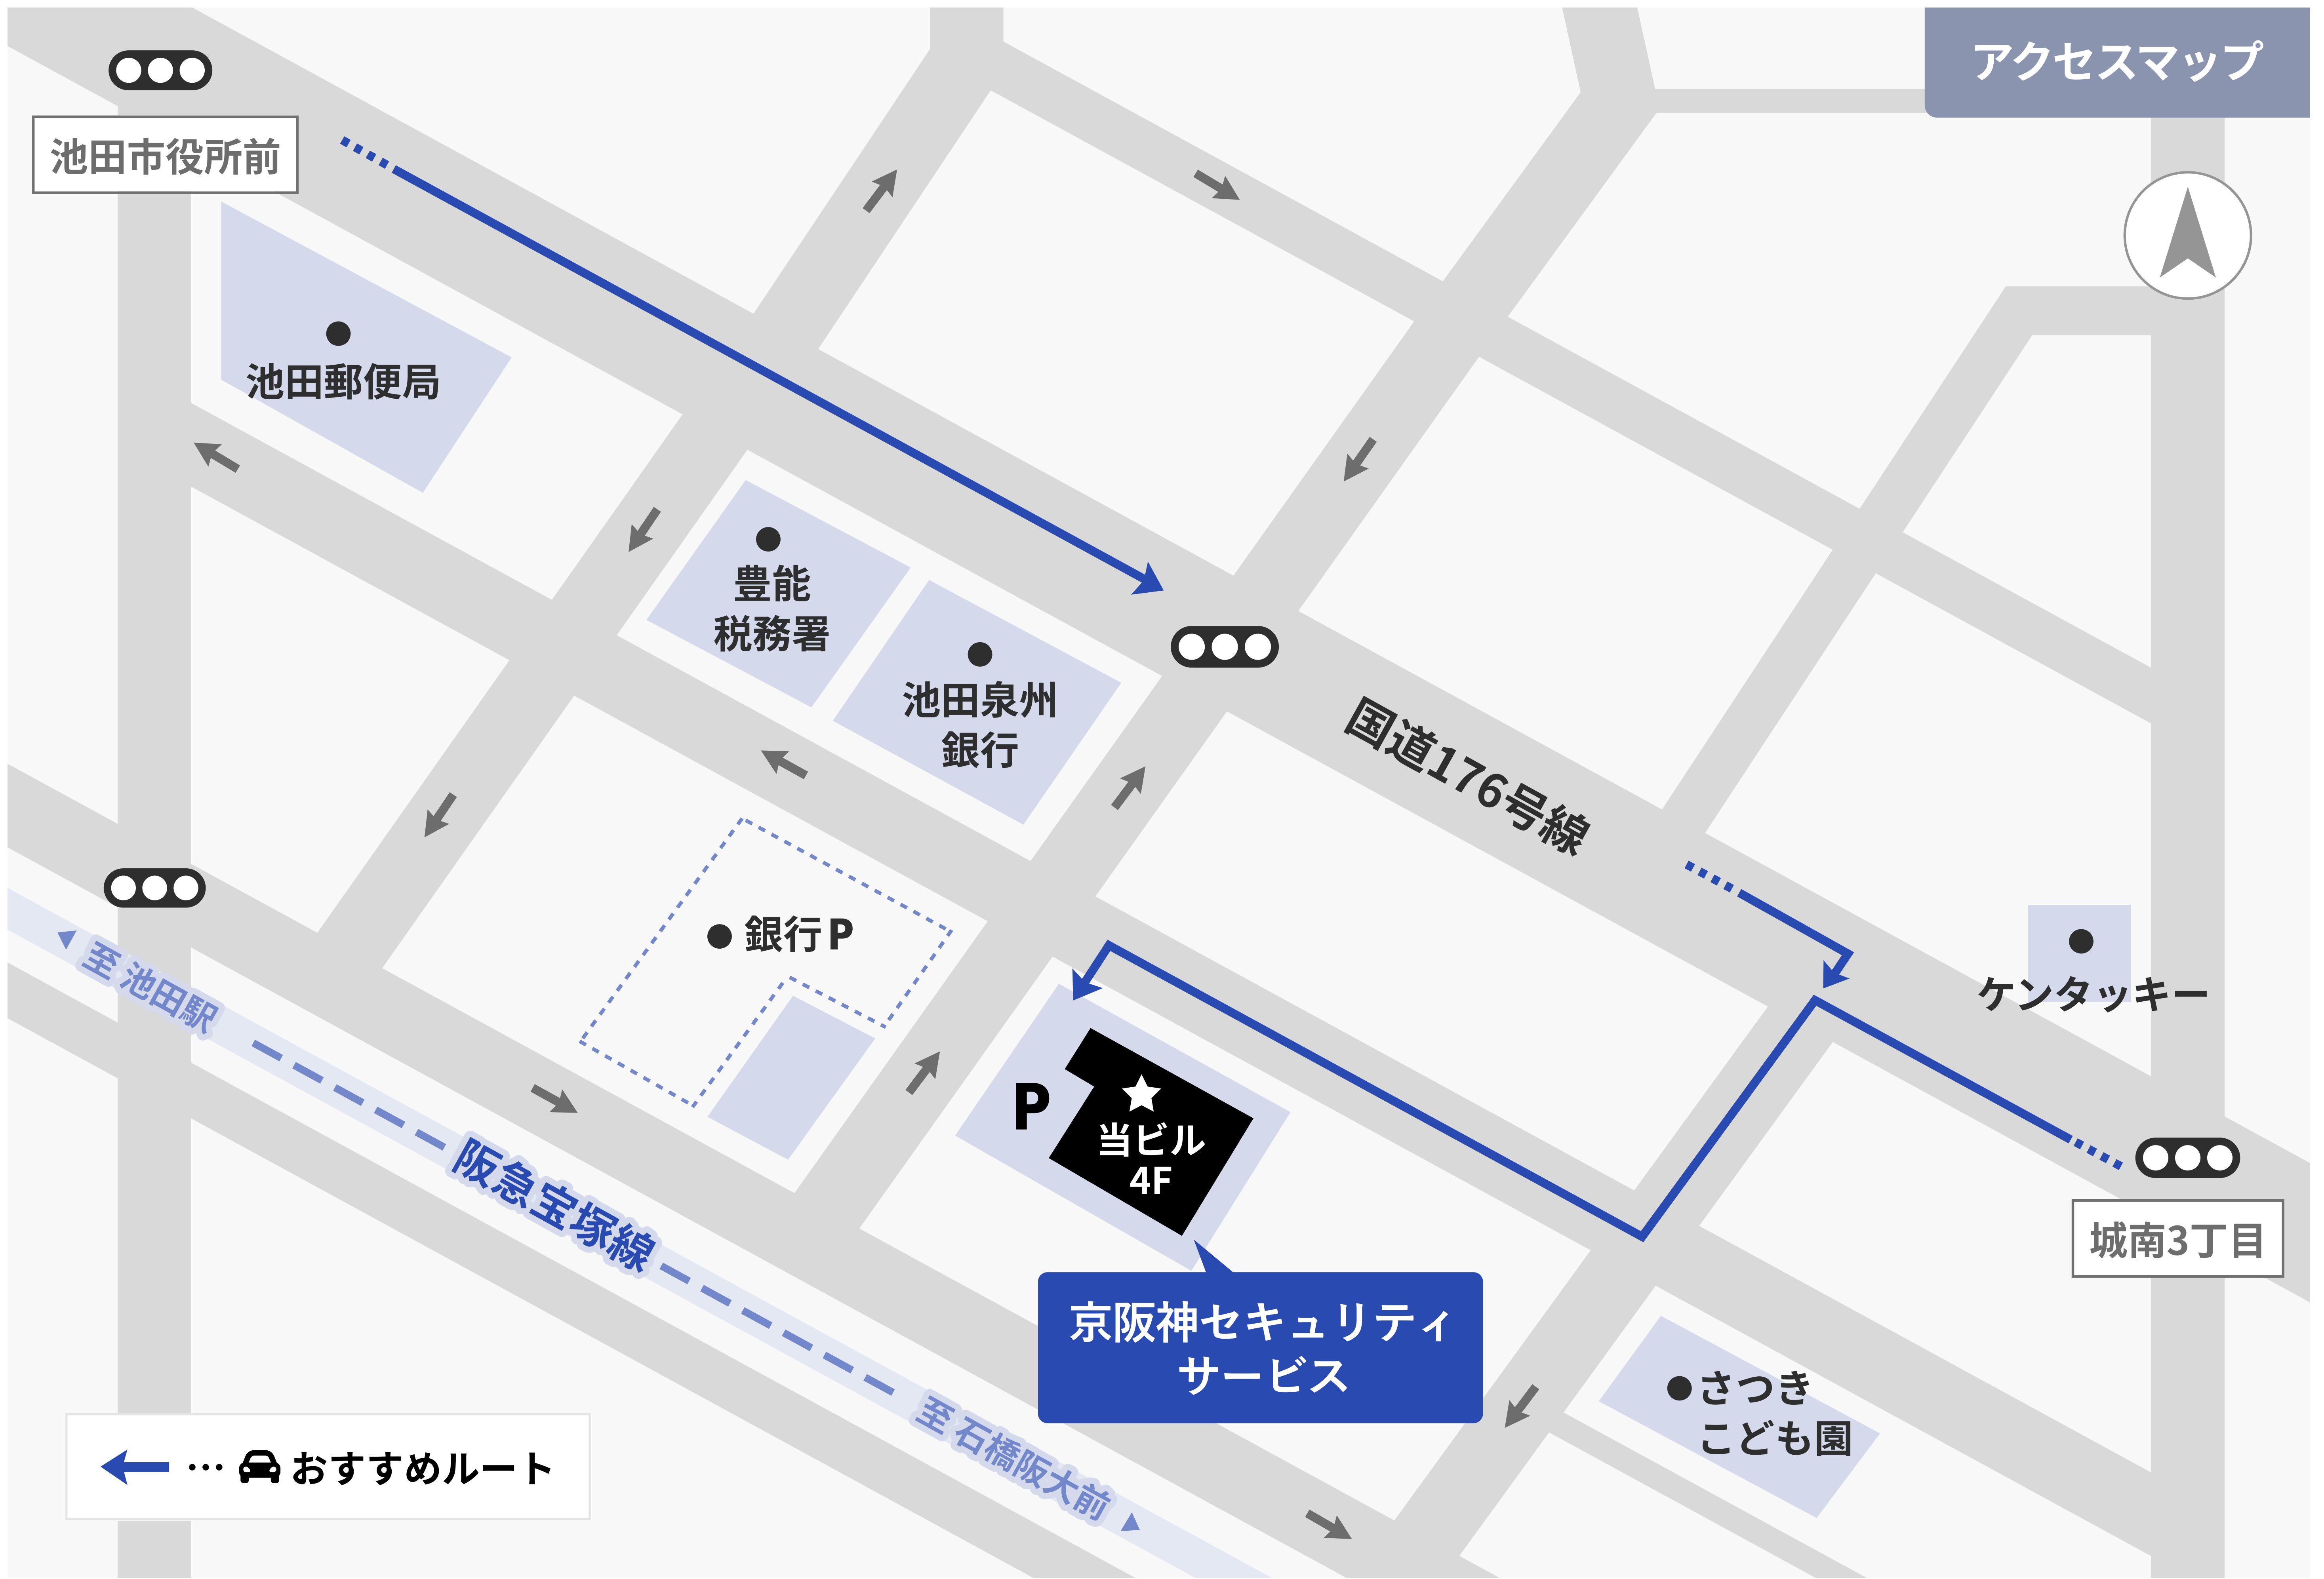 アクセスマップ
池田市役所前
池田郵便局
豊能
税務署
池田泉州
銀行
国道176号線
銀行 P
ケンタッキー
至 池田駅
P
当ビル
4F
阪急宝塚線
城南3丁目
京阪神セキュリティ
サービス
さつき
こども園
至 石橋阪大前
… おすすめルート